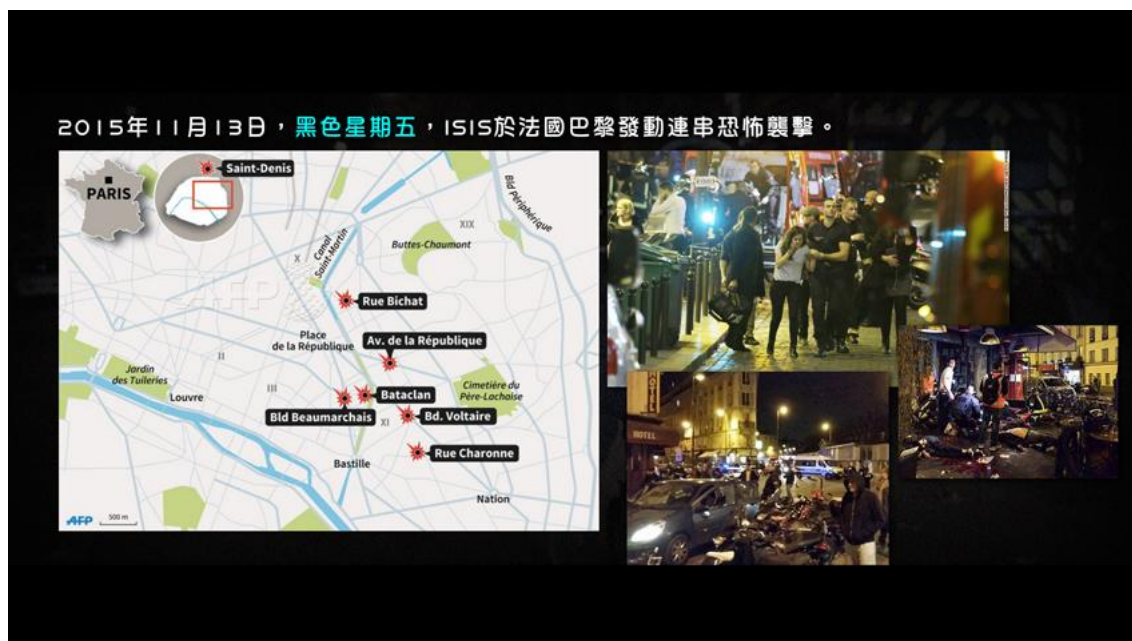 2015年11月13日，黑色星期五，ISIS於法國巴黎發動連串恐怖襲擊。
Saint-Denis
PARIS
Bld Périphérique
XIX
Canal
Saint-Martin
Buttes-Chaumont
X
AFP
Rue Bichat
Place
de la République
Av. de la République
II
Jardin
des Tuileries
Louvre
III
Bataclan
Cimetière du
Père-Lachaise
Bld Beaumarchais
XI
Bd. Voltaire
Rue Charonne
Bastille
Nation
AFP
500 m
HOTEL
HOTEL